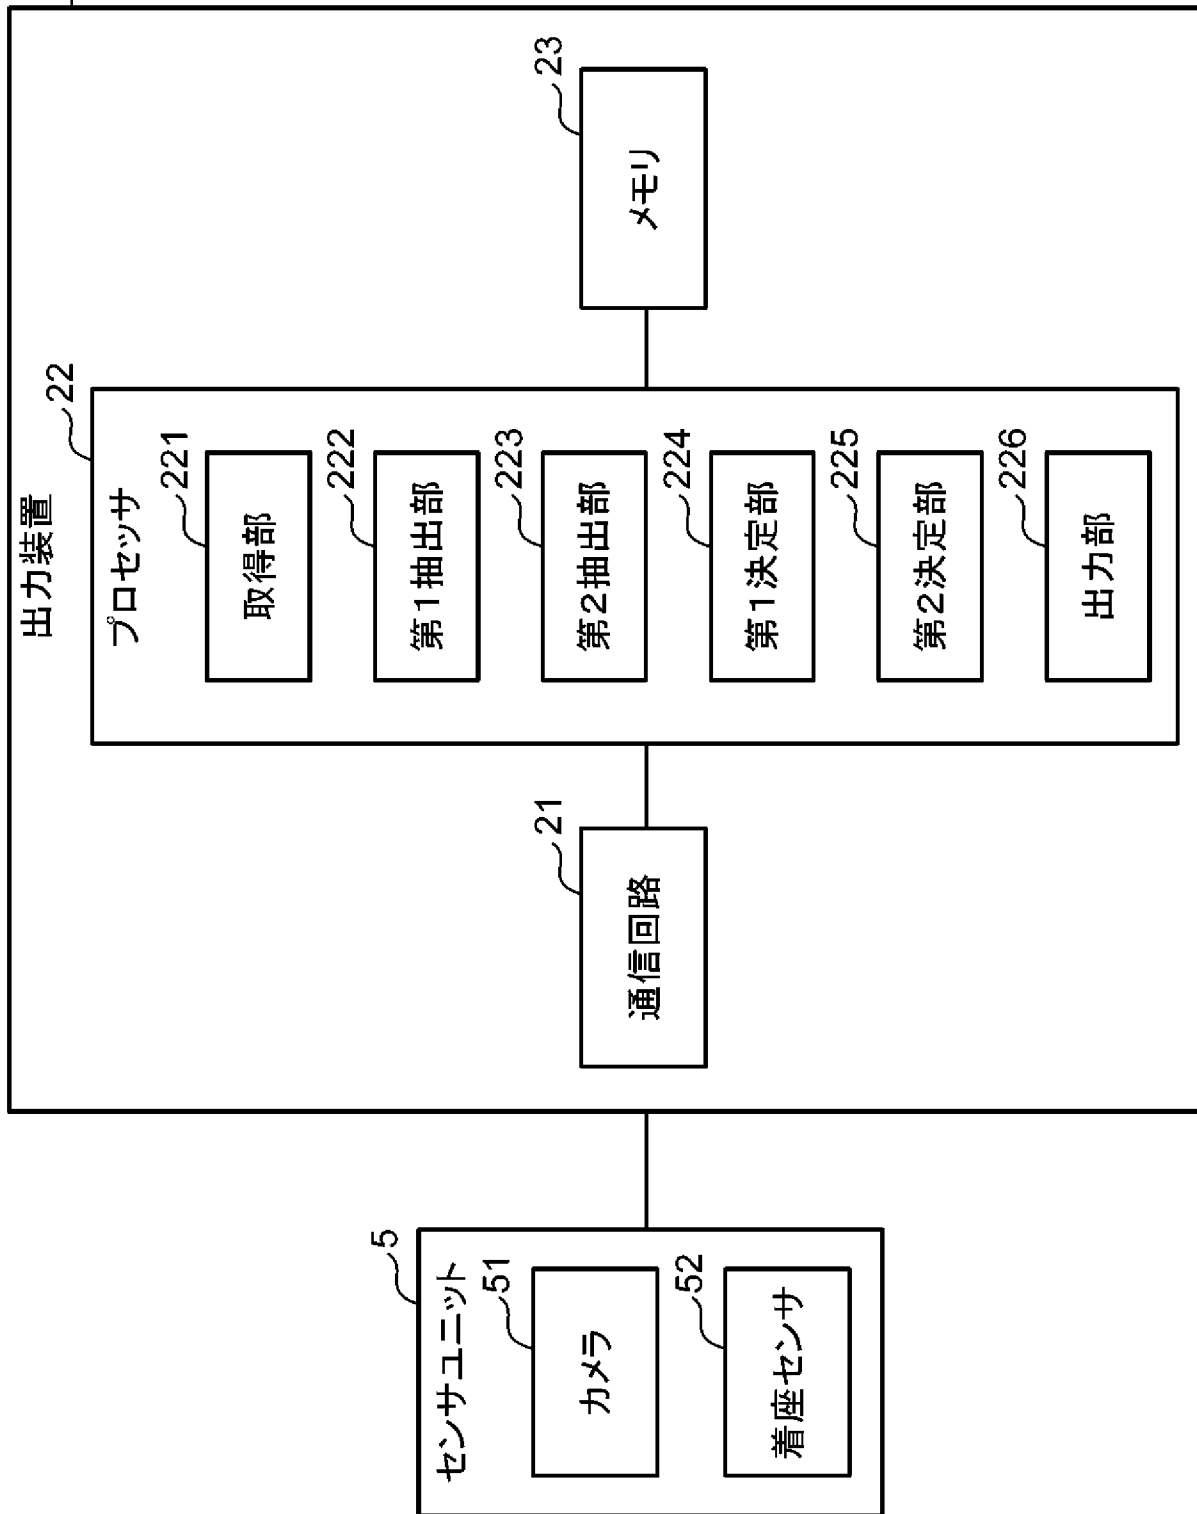 出力装置
22
プロセッサ
221
取得部
222
第1抽出部
223
第2抽出部
224
第1決定部
225
第2決定部
226
出力部
23
メモリ
21
通信回路
5
センサユニット
51
カメラ
52
着座センサ